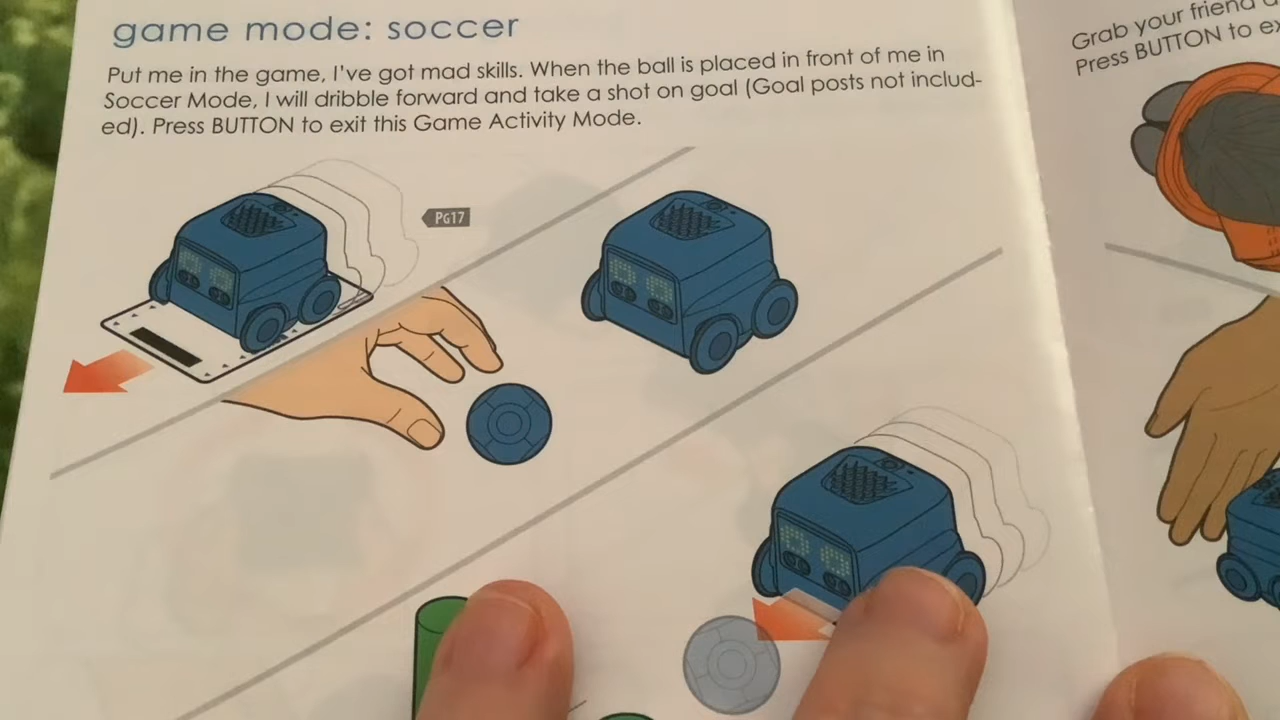 game mode: soccer
Put me in the game, I've got mad skills. When the ball is placed in front of me in
Soccer Mode, I will dribble forward and take a shot on goal (Goal posts not includ-
ed). Press BUTTON to exit this Game Activity Mode.
PG17
Grab your friend
Press BUTTON to